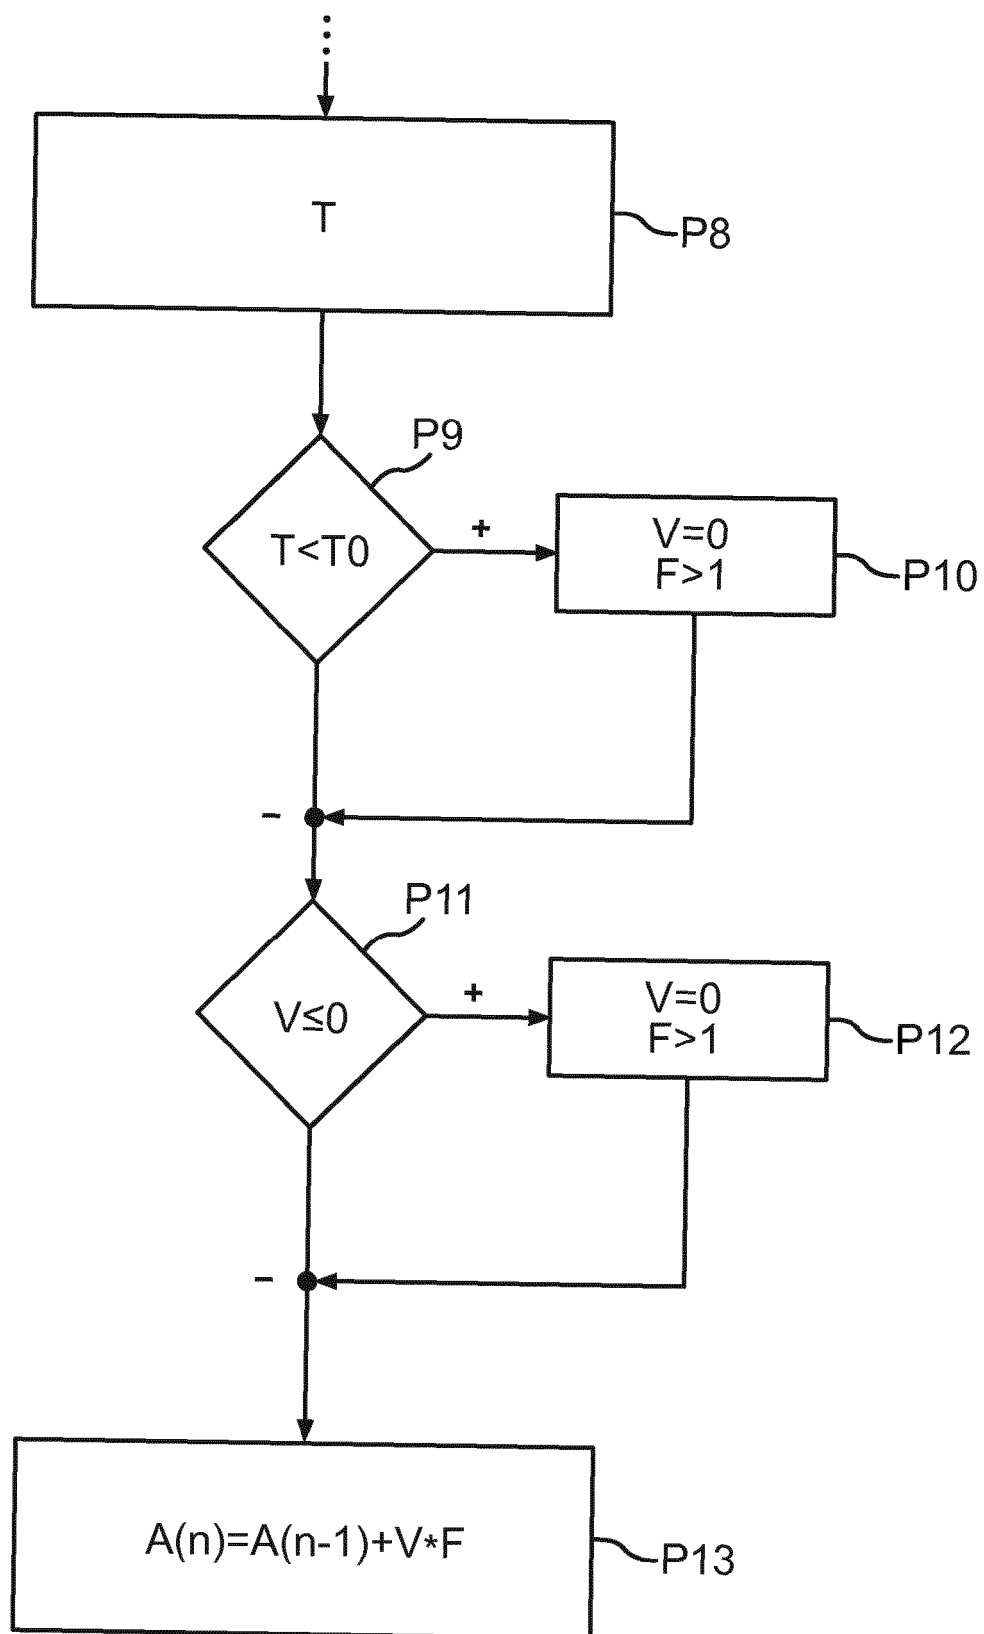 T
P8
P9
T<T0
+
V=0
F>1
P10
-
P11
V≤0
+
V=0
F>1
P12
-
A(n)=A(n-1)+V*F
P13